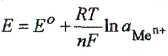 E = E° + RT/nF ln a_Me^n+